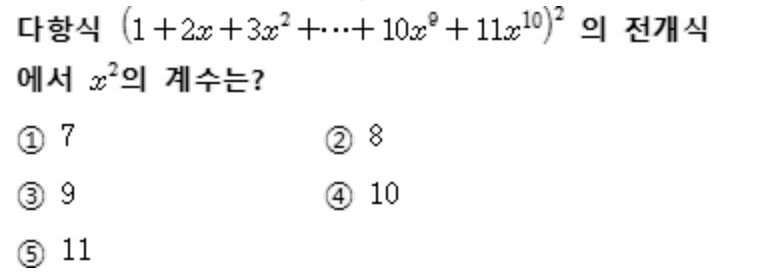 다항식 (1+2x+3x²+⋯+10x⁹+11x¹⁰)² 의 전개식
에서 x²의 계수는?
① 7 ② 8
③ 9 ④ 10
⑤ 11